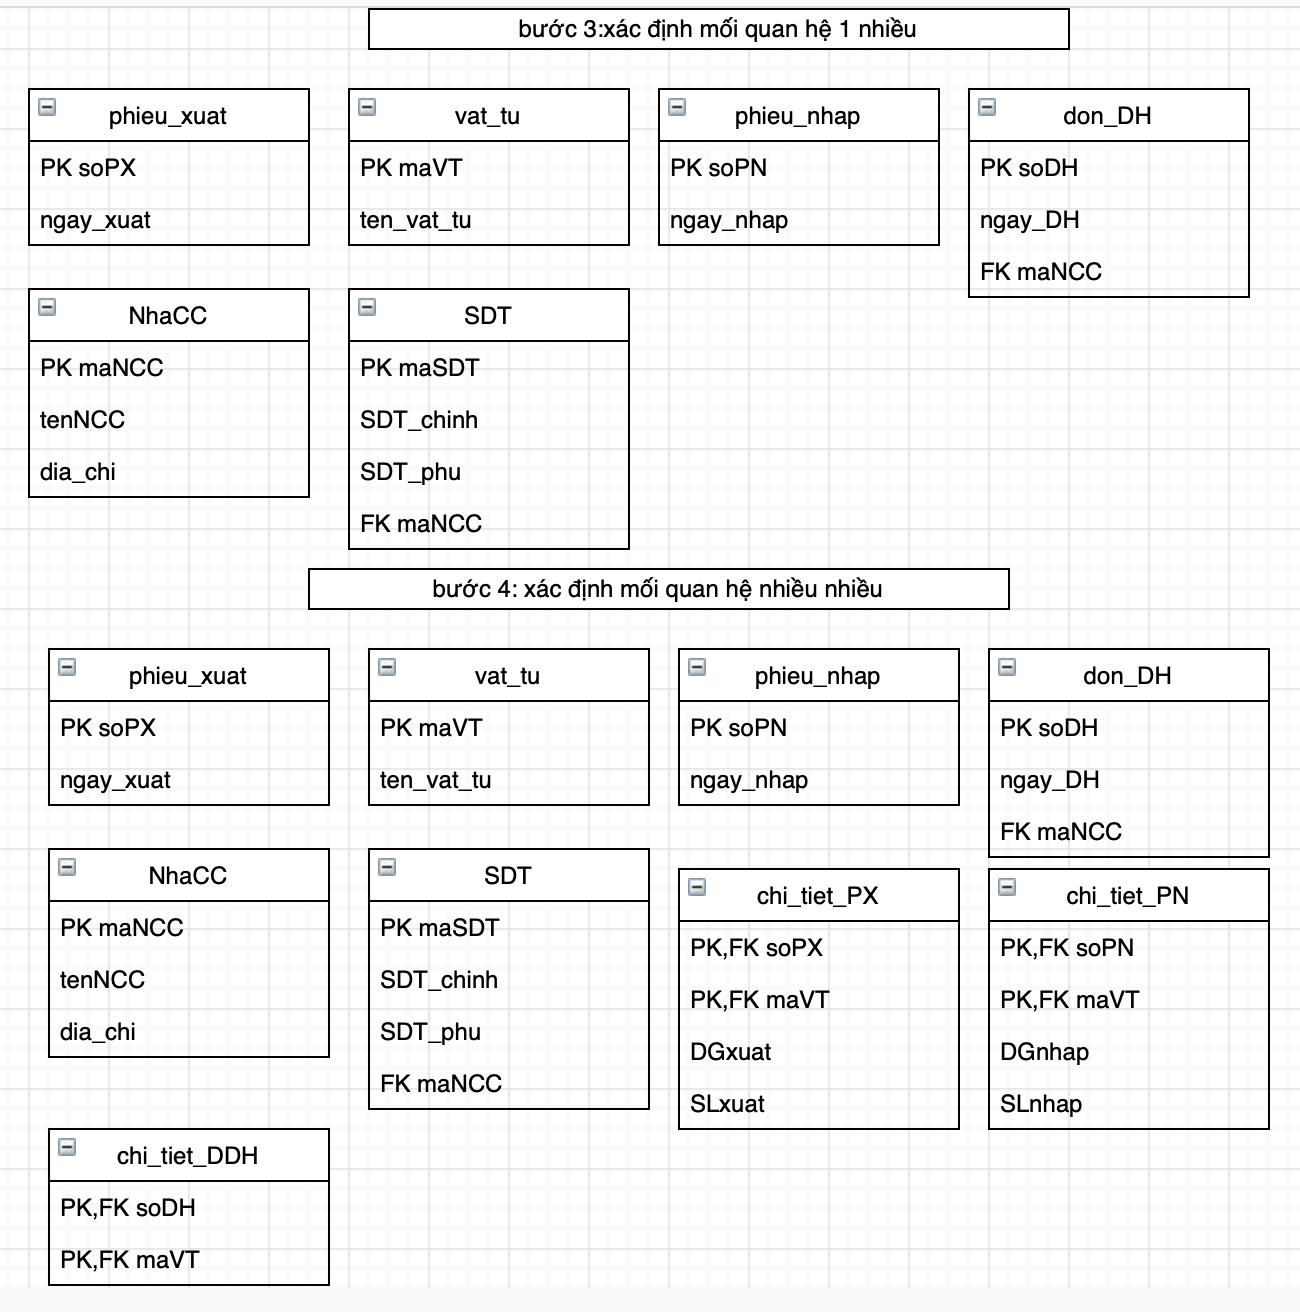 bước 3:xác định mối quan hệ 1 nhiều
phieu_xuat
PK soPX
ngay_xuat
vat_tu
PK maVT
ten_vat_tu
phieu_nhap
PK soPN
ngay_nhap
don_DH
PK soDH
ngay_DH
FK maNCC
NhaCC
PK maNCC
tenNCC
dia_chi
SDT
PK maSDT
SDT_chinh
SDT_phu
FK maNCC
bước 4: xác định mối quan hệ nhiều nhiều
phieu_xuat
PK soPX
ngay_xuat
vat_tu
PK maVT
ten_vat_tu
phieu_nhap
PK soPN
ngay_nhap
don_DH
PK soDH
ngay_DH
FK maNCC
NhaCC
PK maNCC
tenNCC
dia_chi
SDT
PK maSDT
SDT_chinh
SDT_phu
FK maNCC
chi_tiet_PX
PK,FK soPX
PK,FK maVT
DGxuat
SLxuat
chi_tiet_PN
PK,FK soPN
PK,FK maVT
DGnhap
SLnhap
chi_tiet_DDH
PK,FK soDH
PK,FK maVT